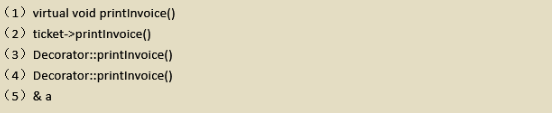 （1）virtual void printInvoice()
（2）ticket->printInvoice()
（3）Decorator::printInvoice()
（4）Decorator::printInvoice()
（5）& a